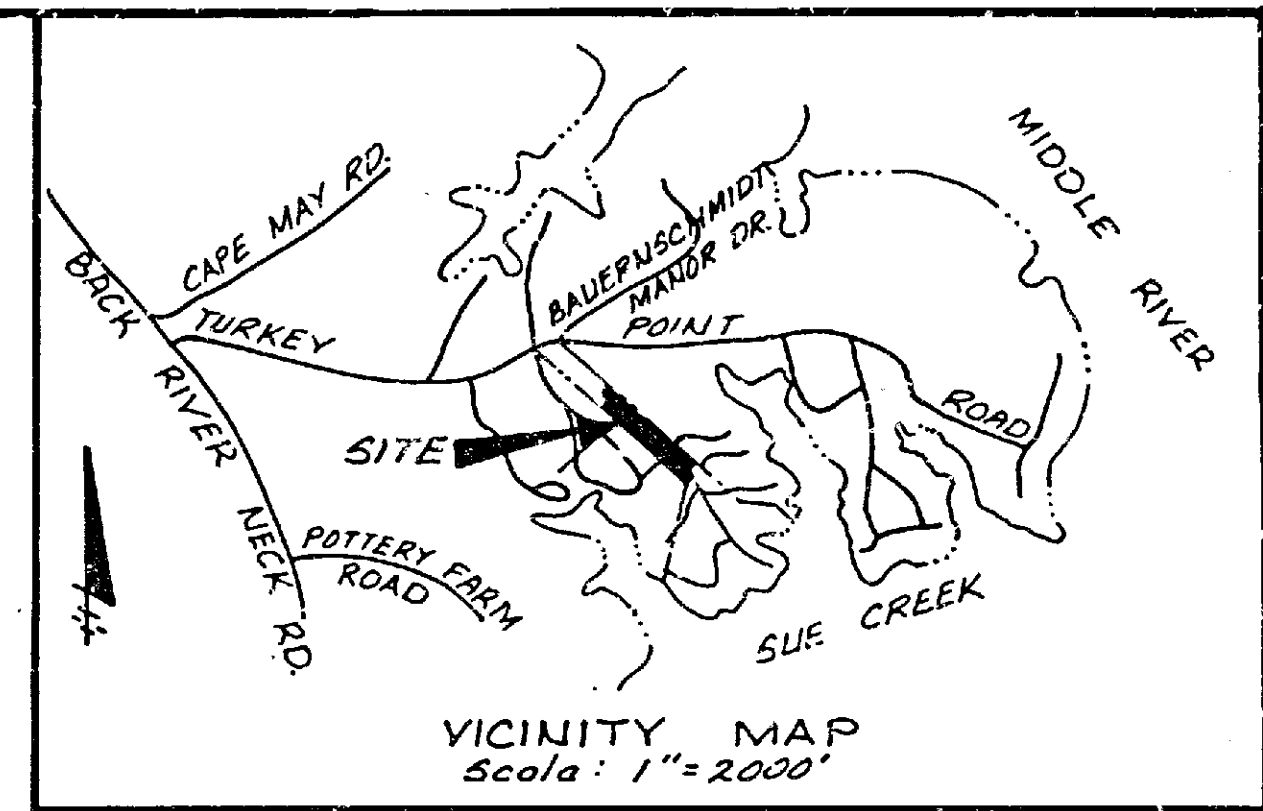 MIDDLE
RIVER
CAPE MAY RD.
BAUERNSCHMIDT
MANOR DR.
BACK
RIVER
NECK
RD.
TURKEY
POINT
ROAD
SITE
POTTERY FARM
ROAD
SUE CREEK
VICINITY MAP
Scale: 1"=2000'